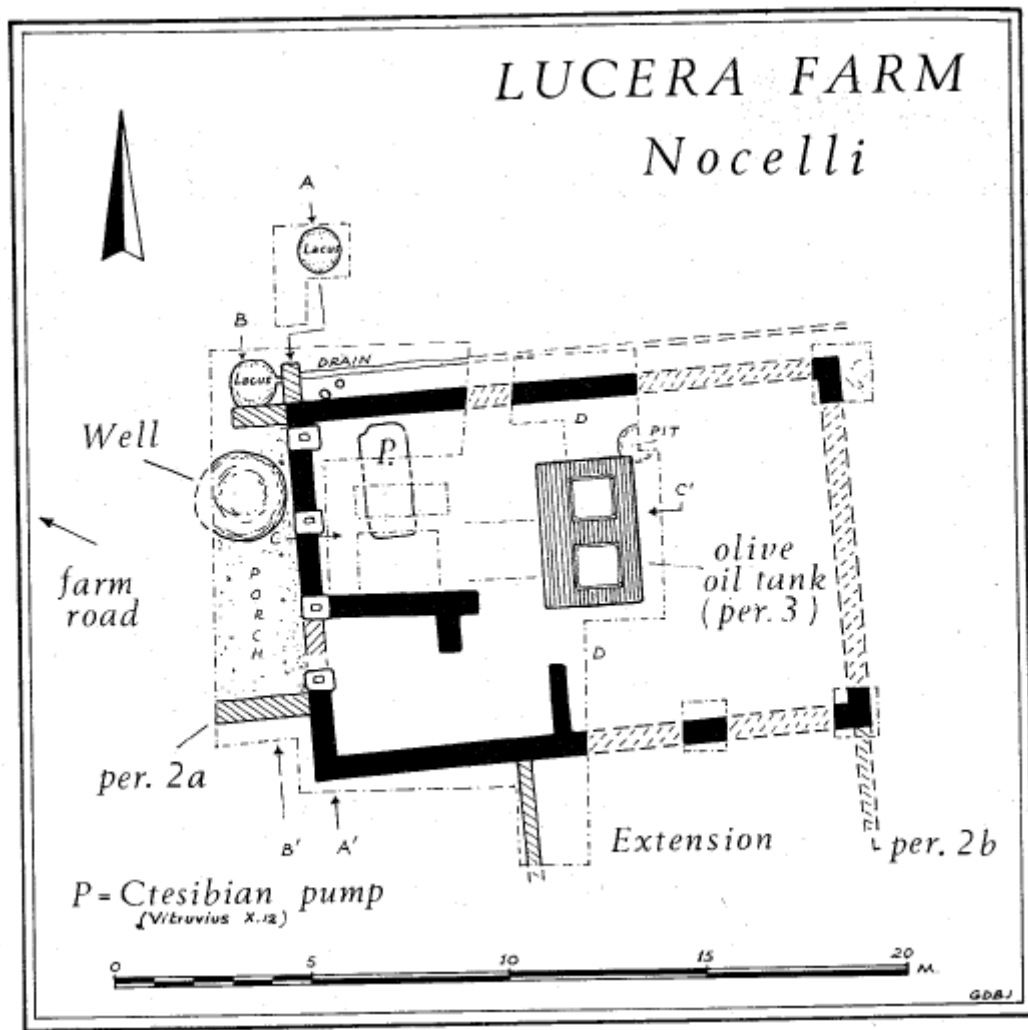 LUCERA FARM
Nocelli
A
Lacus
B
Lacus
DRAIN
Well
P.
D
PIT
C'
C
farm
road
PORCH
olive
oil tank
(per. 3)
D
per. 2a
B'
A'
Extension
per. 2b
P = Ctesibian pump
(Vitruvius X.12)
0 5 10 15 20 M.
GDBJ